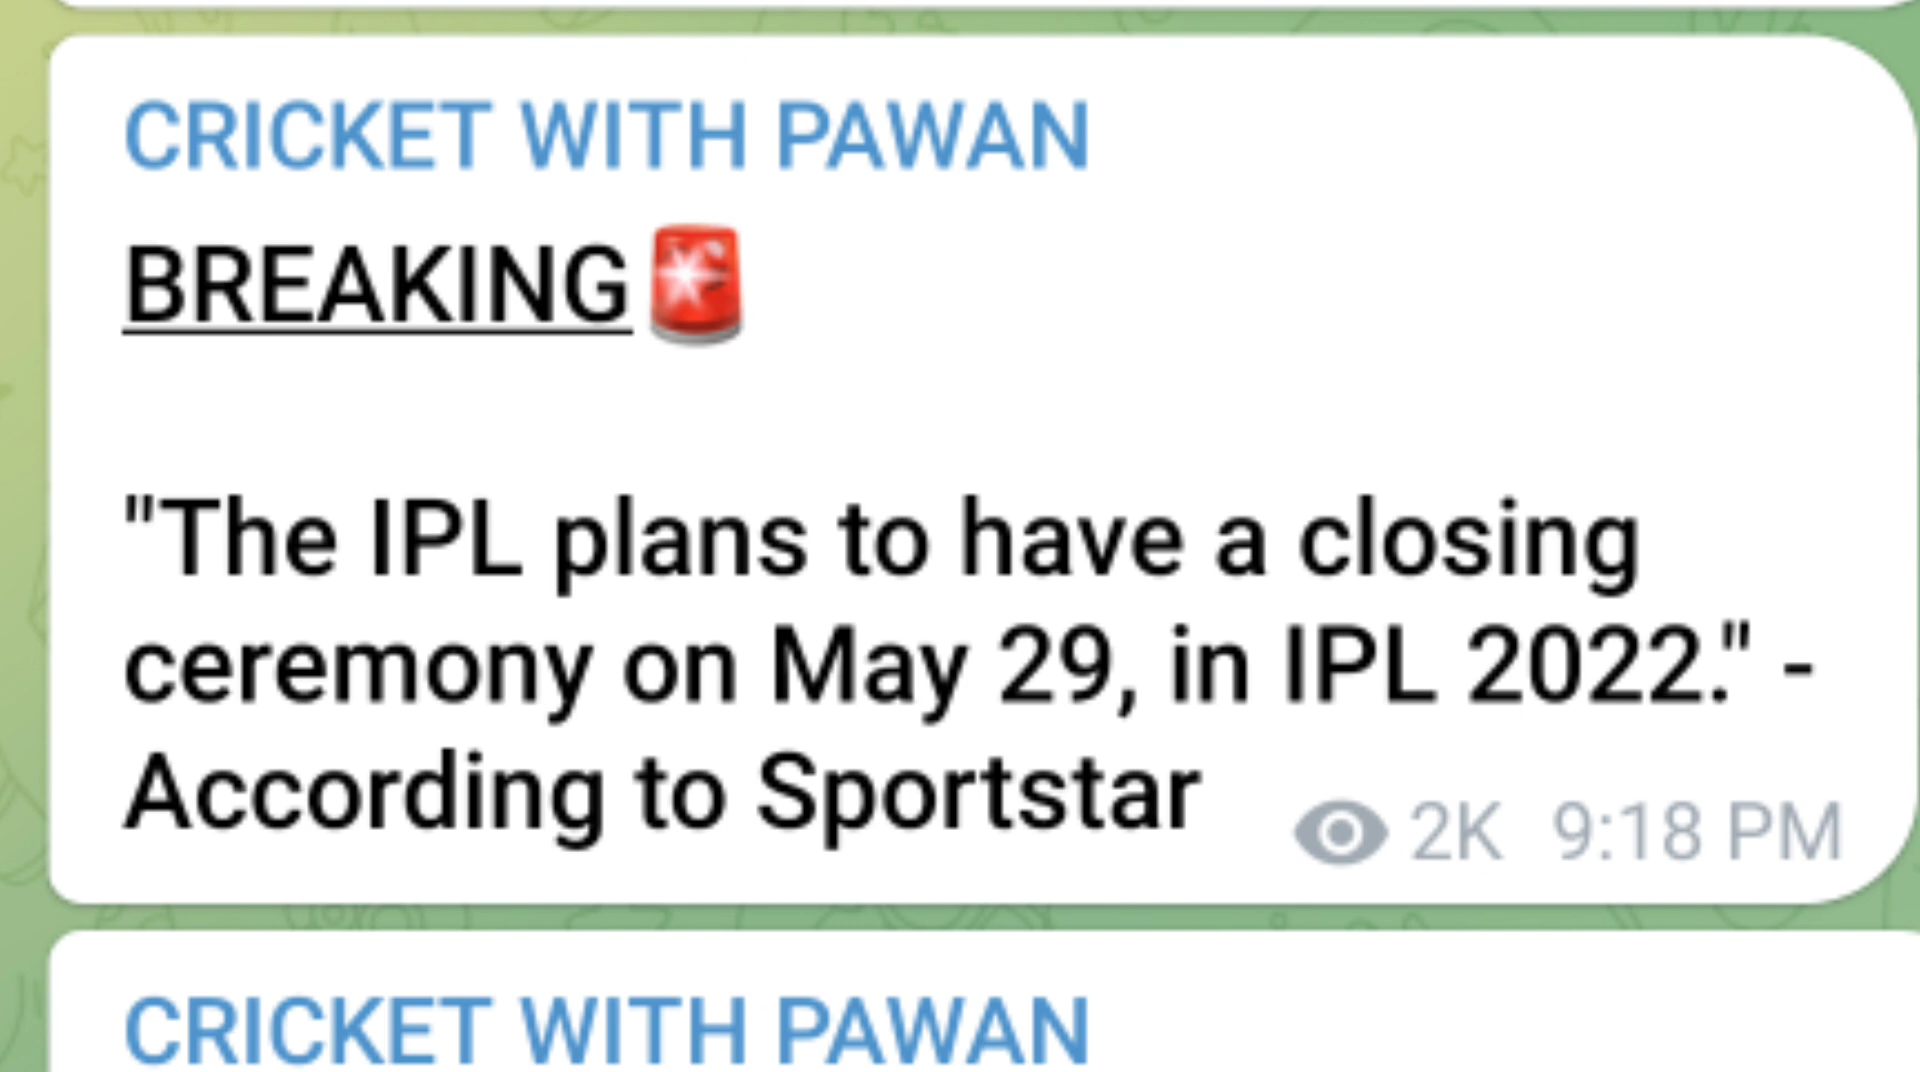 CRICKET WITH PAWAN
BREAKING🚨
"The IPL plans to have a closing
ceremony on May 29, in IPL 2022." -
According to Sportstar
2K 9:18 PM
CRICKET WITH PAWAN